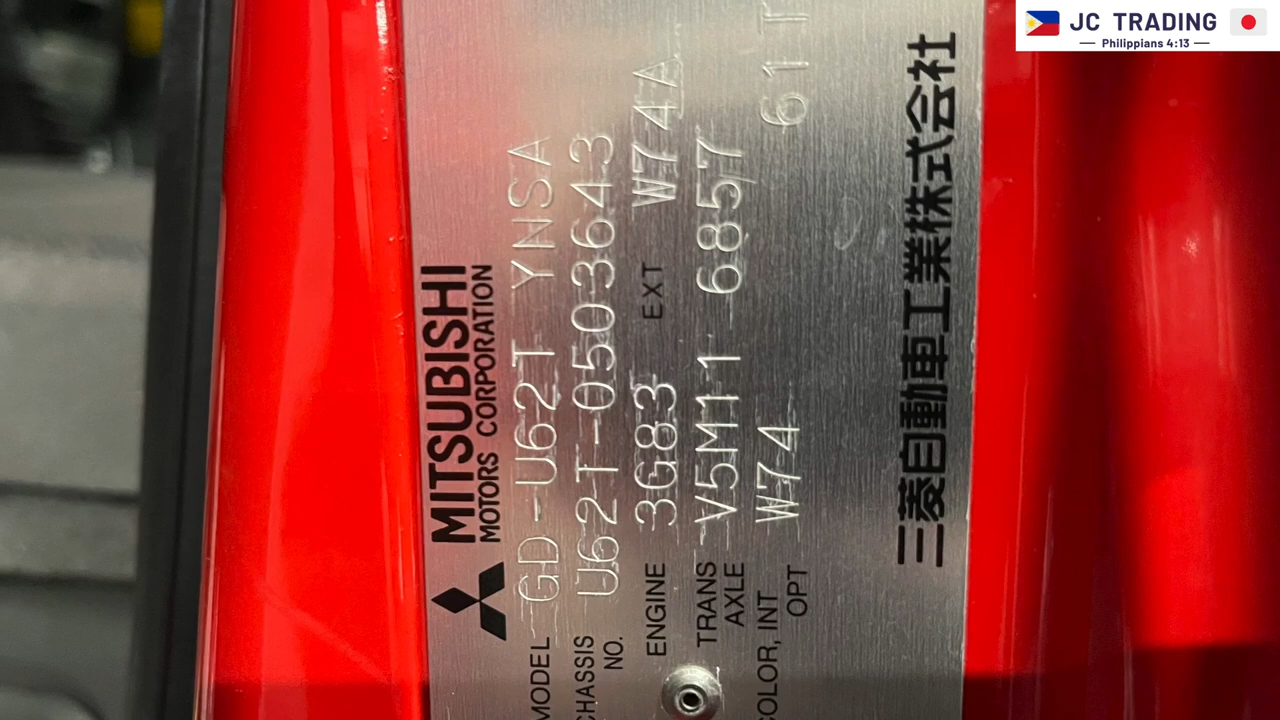 JC TRADING
Philippians 4:13
MITSUBISHI
MOTORS CORPORATION
MODEL GD-U62T YNSA
CHASSIS NO. U62T-0503643
ENGINE 3G83 EXT W74A
TRANS AXLE V5M11 6857
COLOR, INT OPT W74 61T
三菱自動車工業株式会社